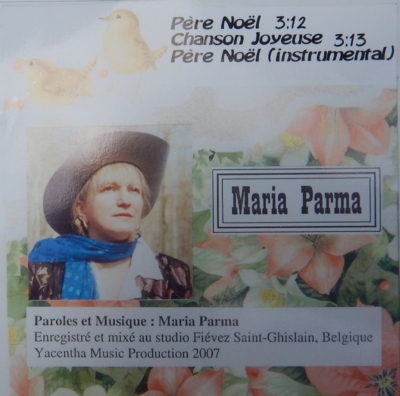 Père Noël 3:12
Chanson Joyeuse 3:13
Père Noël (instrumental)
Maria Parma
Paroles et Musique : Maria Parma
Enregistré et mixé au studio Fiévez Saint-Ghislain, Belgique
Yacentha Music Production 2007